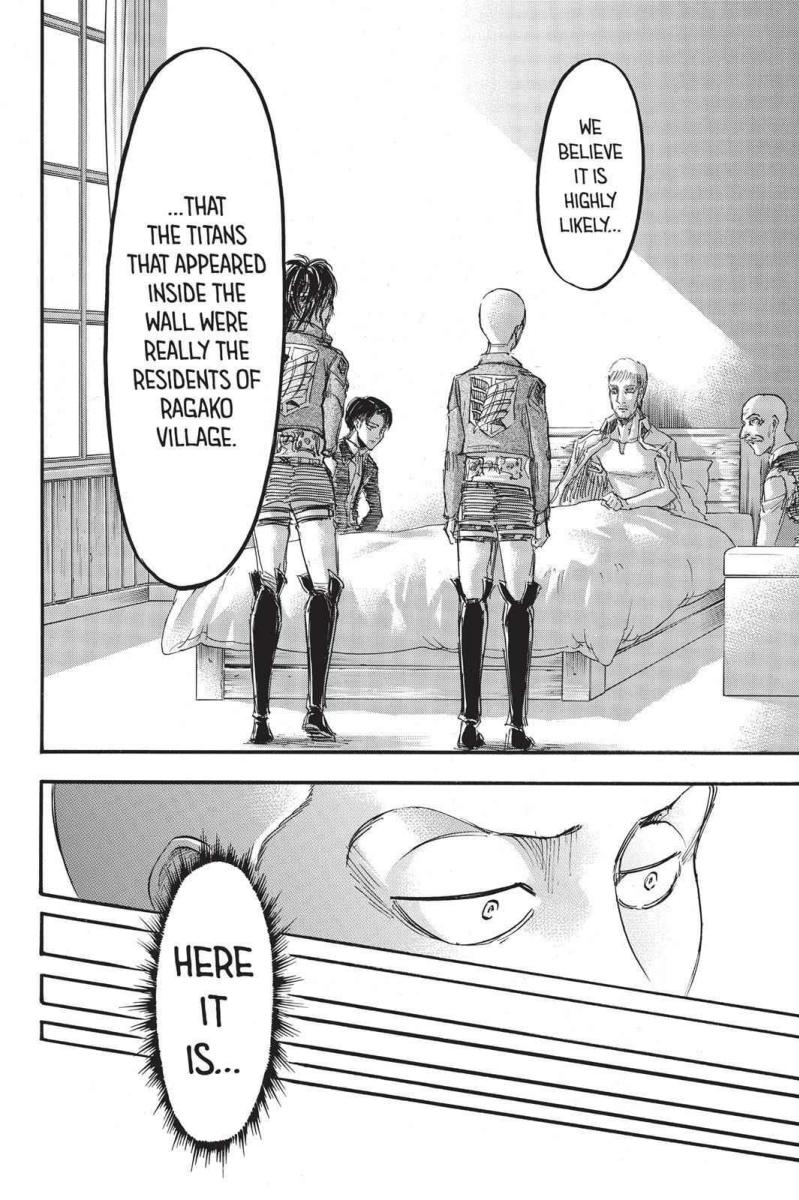 WE
BELIEVE
IT IS
HIGHLY
LIKELY...
...THAT
THE TITANS
THAT APPEARED
INSIDE THE
WALL WERE
REALLY THE
RESIDENTS OF
RAGAKO
VILLAGE.
HERE
IT
IS...